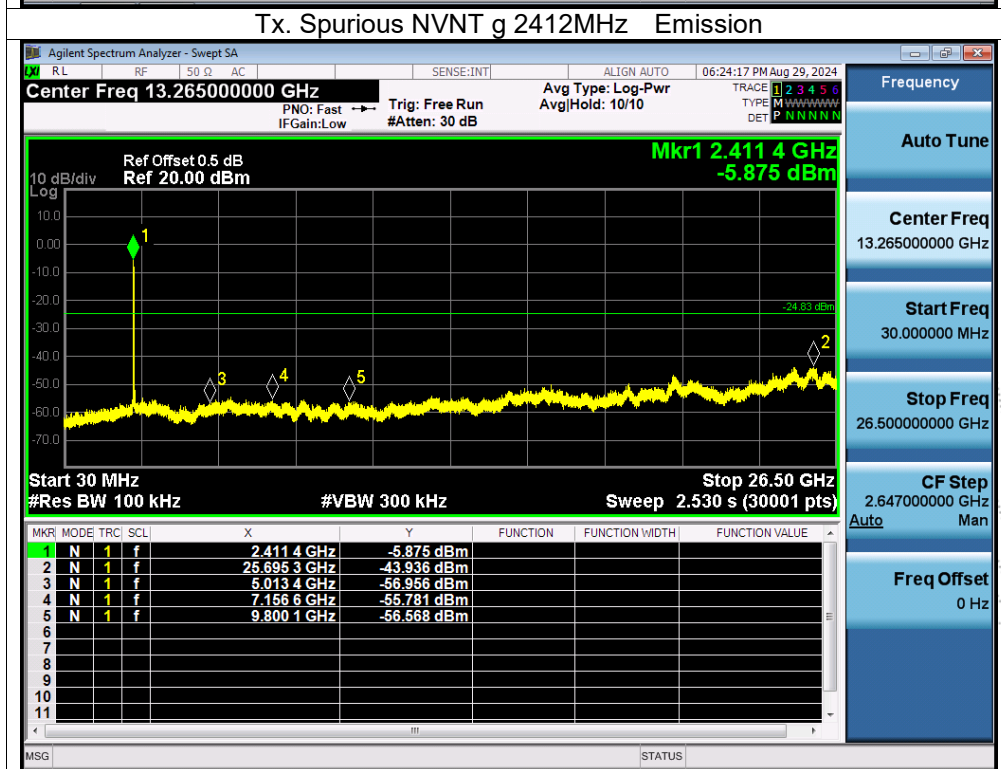 Tx. Spurious NVNT g 2412MHz Emission
Agilent Spectrum Analyzer - Swept SA
LXI RL RF 50 Ω AC SENSE:INT ALIGN AUTO 06:24:17 PM Aug 29, 2024
Center Freq 13.265000000 GHz
PNO: Fast
IFGain:Low
Trig: Free Run
#Atten: 30 dB
Avg Type: Log-Pwr
Avg|Hold: 10/10
TRACE 1 2 3 4 5 6
TYPE M WWWWW
DET P N N N N N
Mkr1 2.411 4 GHz
-5.875 dBm
Ref Offset 0.5 dB
10 dB/div Ref 20.00 dBm
Log
10.0
0.00
-10.0
-20.0
-30.0
-40.0
-50.0
-60.0
-70.0
-24.83 dBm
1
2
3
4
5
Start 30 MHz Stop 26.50 GHz
#Res BW 100 kHz #VBW 300 kHz Sweep 2.530 s (30001 pts)
MKR MODE TRC SCL X Y FUNCTION FUNCTION WIDTH FUNCTION VALUE
1 N 1 f 2.411 4 GHz -5.875 dBm
2 N 1 f 25.695 3 GHz -43.936 dBm
3 N 1 f 5.013 4 GHz -56.956 dBm
4 N 1 f 7.156 6 GHz -55.781 dBm
5 N 1 f 9.800 1 GHz -56.568 dBm
6
7
8
9
10
11
MSG STATUS
Frequency
Auto Tune
Center Freq
13.265000000 GHz
Start Freq
30.000000 MHz
Stop Freq
26.500000000 GHz
CF Step
2.647000000 GHz
Auto Man
Freq Offset
0 Hz